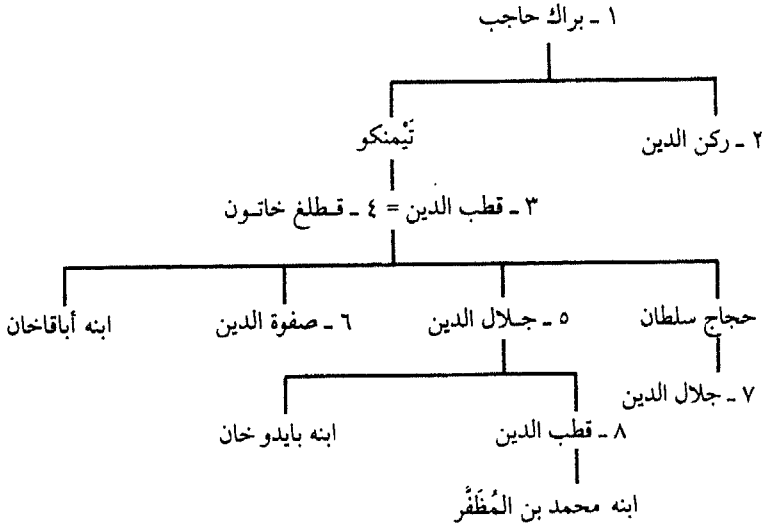 ١ ـ براك حاجب
٢ ـ ركن الدين
تَيْمنكو
٣ ـ قطب الدين = ٤ ـ قطلغ خاتون
حجاج سلطان
٥ ـ جلال الدين
٦ ـ صفوة الدين
ابنه أباقاخان
٧ ـ جلال الدين
٨ ـ قطب الدين
ابنه بايدو خان
ابنه محمد بن المُظَفَّر